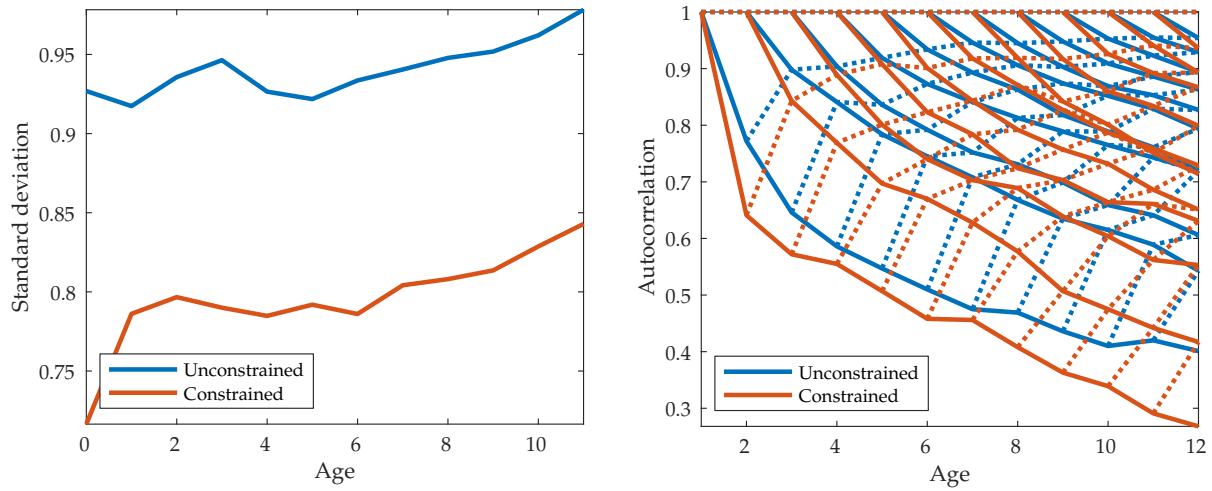 Standard deviation
0.95
0.9
0.85
0.8
0.75
Unconstrained
Constrained
0 2 4 6 8 10
Age
Autocorrelation
1
0.9
0.8
0.7
0.6
0.5
0.4
0.3
Unconstrained
Constrained
2 4 6 8 10 12
Age